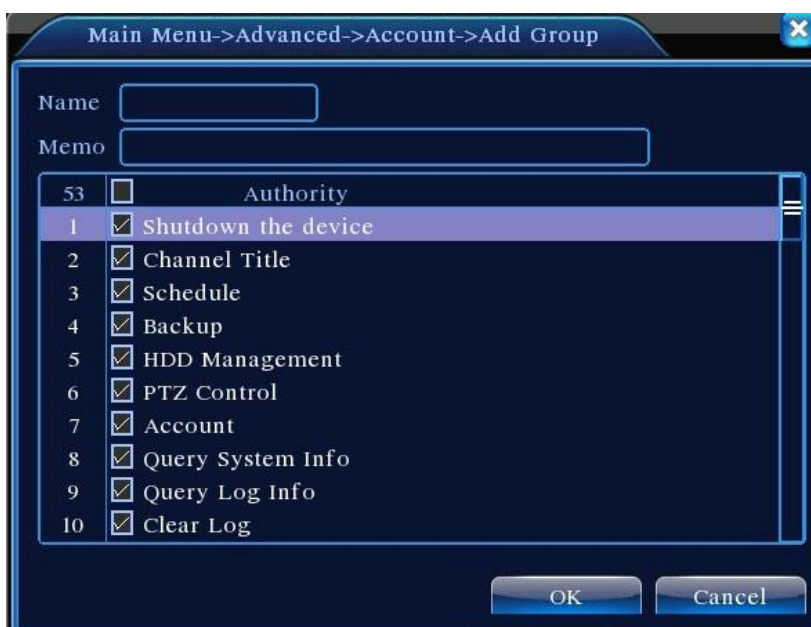 Main Menu->Advanced->Account->Add Group
Name
Memo
53 Authority
1 Shutdown the device
2 Channel Title
3 Schedule
4 Backup
5 HDD Management
6 PTZ Control
7 Account
8 Query System Info
9 Query Log Info
10 Clear Log
OK Cancel